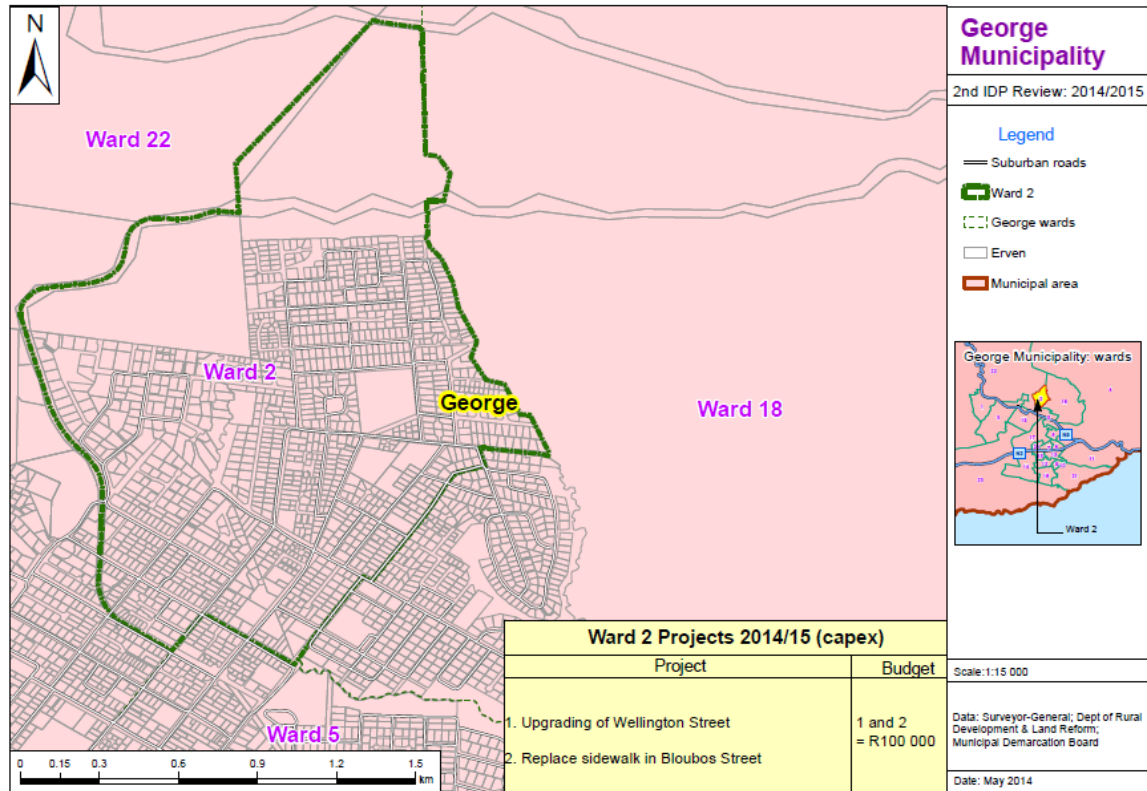 N
Ward 22
Ward 2
George
Ward 18
Ward 5
0 0.15 0.3 0.6 0.9 1.2 1.5
km
Ward 2 Projects 2014/15 (capex)
Project Budget
1. Upgrading of Wellington Street
1 and 2
= R100 000
2. Replace sidewalk in Bloubos Street
George
Municipality
2nd IDP Review: 2014/2015
Legend
Suburban roads
Ward 2
George wards
Erven
Municipal area
George Municipality: wards
Ward 2
Scale:1:15 000
Data: Surveyor-General; Dept of Rural
Development & Land Reform;
Municipal Demarcation Board
Date: May 2014